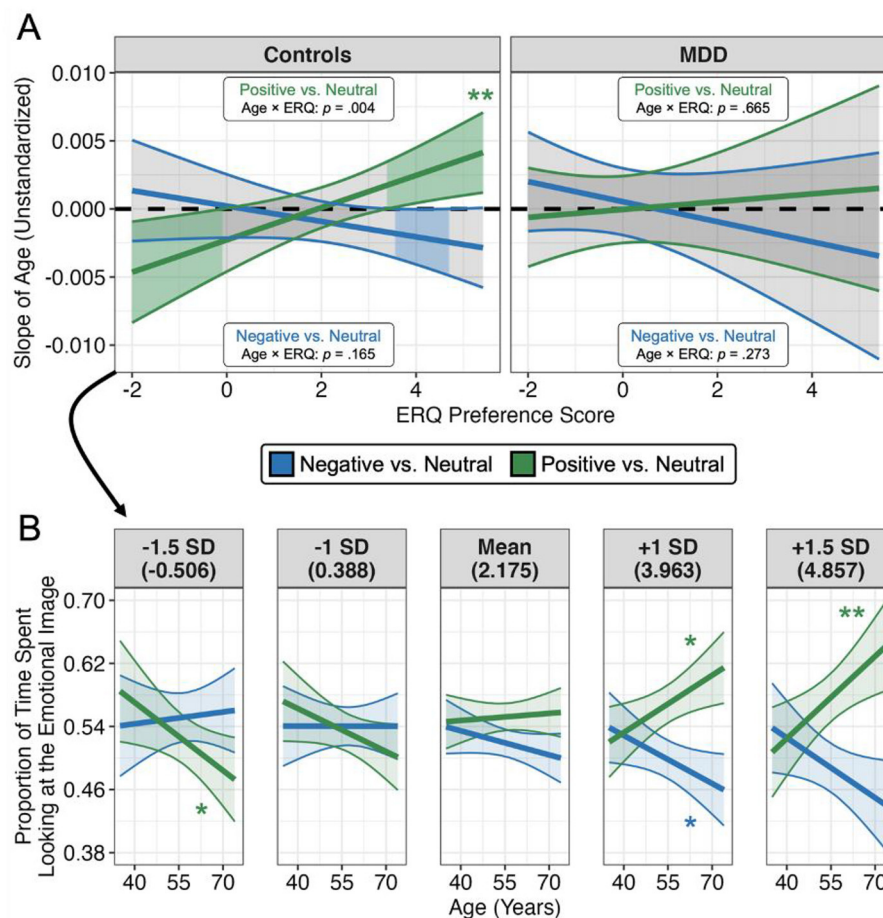 A
Controls
MDD
Slope of Age (Unstandardized)
0.010
0.005
0.000
-0.005
-0.010
Positive vs. Neutral
Age × ERQ: p = .004
**
Negative vs. Neutral
Age × ERQ: p = .165
Positive vs. Neutral
Age × ERQ: p = .665
Negative vs. Neutral
Age × ERQ: p = .273
-2 0 2 4 -2 0 2 4
ERQ Preference Score
Negative vs. Neutral Positive vs. Neutral
B
-1.5 SD
(-0.506)
-1 SD
(0.388)
Mean
(2.175)
+1 SD
(3.963)
+1.5 SD
(4.857)
Proportion of Time Spent
Looking at the Emotional Image
0.70
0.62
0.54
0.46
0.38
*
*
*
**
40 55 70 40 55 70 40 55 70 40 55 70 40 55 70
Age (Years)